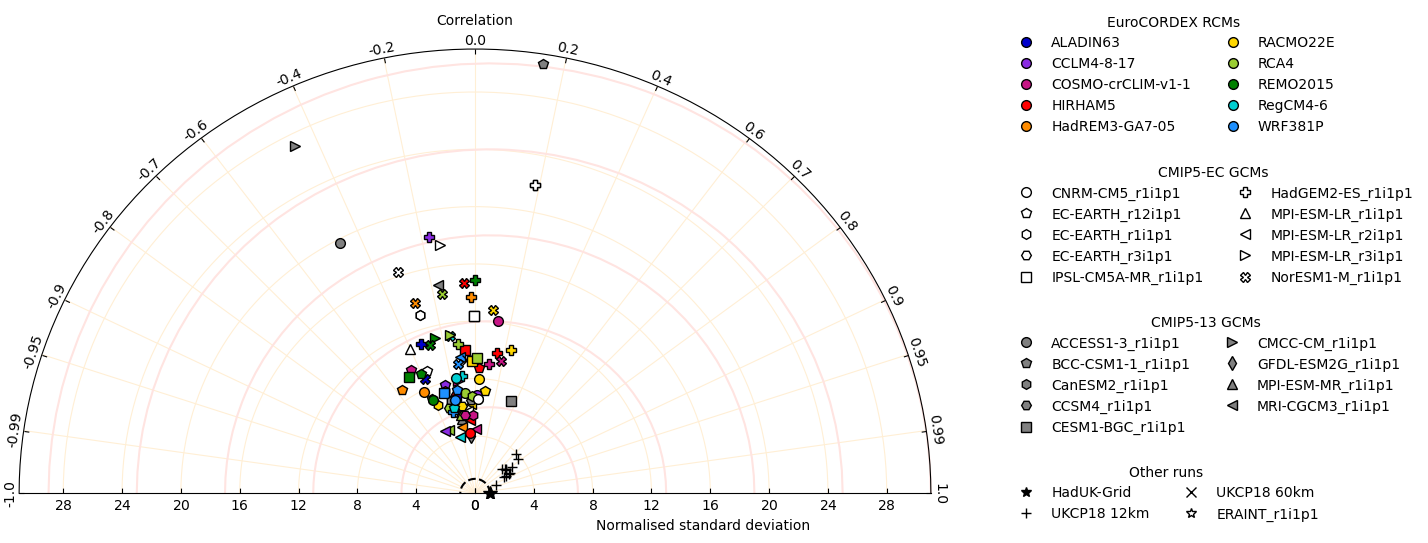 Correlation
-1.0
-0.99
-0.95
-0.9
-0.8
-0.7
-0.6
-0.4
-0.2
0.0
0.2
0.4
0.6
0.7
0.8
0.9
0.95
0.99
1.0
28 24 20 16 12 8 4 0 4 8 12 16 20 24 28
Normalised standard deviation
EuroCORDEX RCMs
ALADIN63
CCLM4-8-17
COSMO-crCLIM-v1-1
HIRHAM5
HadREM3-GA7-05
RACMO22E
RCA4
REMO2015
RegCM4-6
WRF381P
CMIP5-EC GCMs
CNRM-CM5_r1i1p1
EC-EARTH_r12i1p1
EC-EARTH_r1i1p1
EC-EARTH_r3i1p1
IPSL-CM5A-MR_r1i1p1
HadGEM2-ES_r1i1p1
MPI-ESM-LR_r1i1p1
MPI-ESM-LR_r2i1p1
MPI-ESM-LR_r3i1p1
NorESM1-M_r1i1p1
CMIP5-13 GCMs
ACCESS1-3_r1i1p1
BCC-CSM1-1_r1i1p1
CanESM2_r1i1p1
CCSM4_r1i1p1
CESM1-BGC_r1i1p1
CMCC-CM_r1i1p1
GFDL-ESM2G_r1i1p1
MPI-ESM-MR_r1i1p1
MRI-CGCM3_r1i1p1
Other runs
HadUK-Grid
UKCP18 12km
UKCP18 60km
ERAINT_r1i1p1